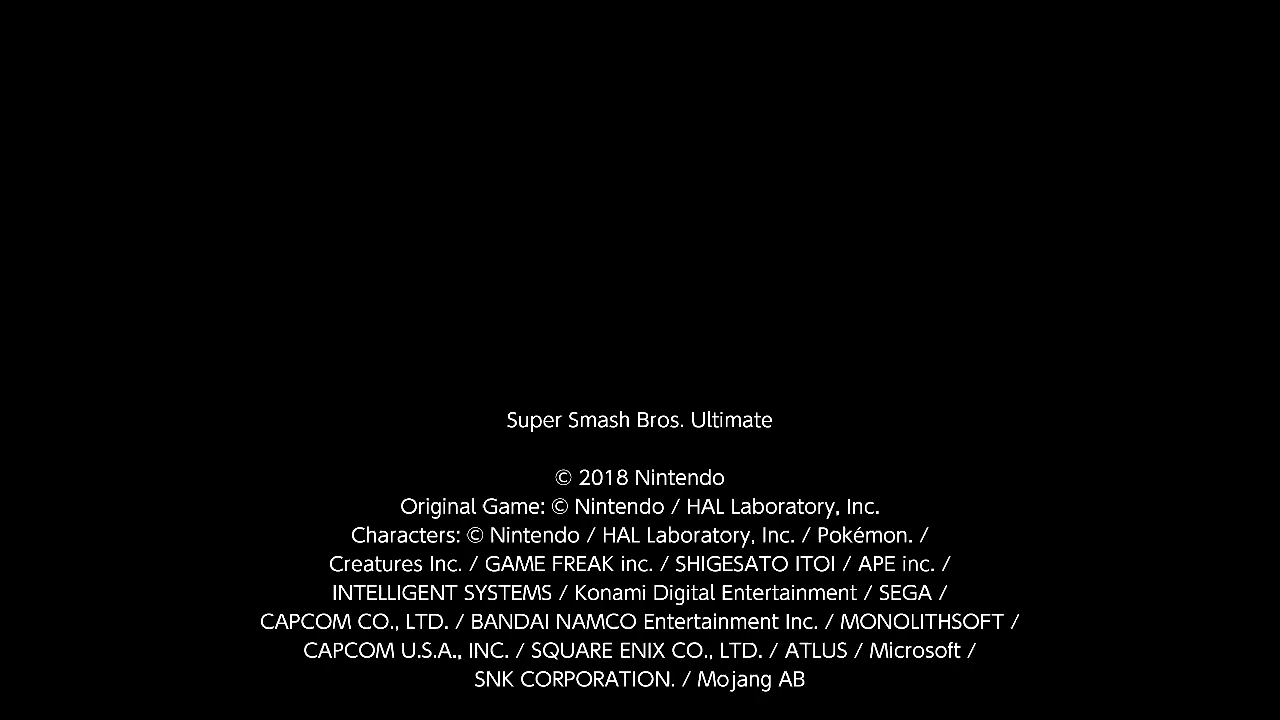 Super Smash Bros. Ultimate
© 2018 Nintendo
Original Game: © Nintendo / HAL Laboratory, Inc.
Characters: © Nintendo / HAL Laboratory, Inc. / Pokémon. /
Creatures Inc. / GAME FREAK inc. / SHIGESATO ITOI / APE inc. /
INTELLIGENT SYSTEMS / Konami Digital Entertainment / SEGA /
CAPCOM CO., LTD. / BANDAI NAMCO Entertainment Inc. / MONOLITHSOFT /
CAPCOM U.S.A., INC. / SQUARE ENIX CO., LTD. / ATLUS / Microsoft /
SNK CORPORATION. / Mojang AB